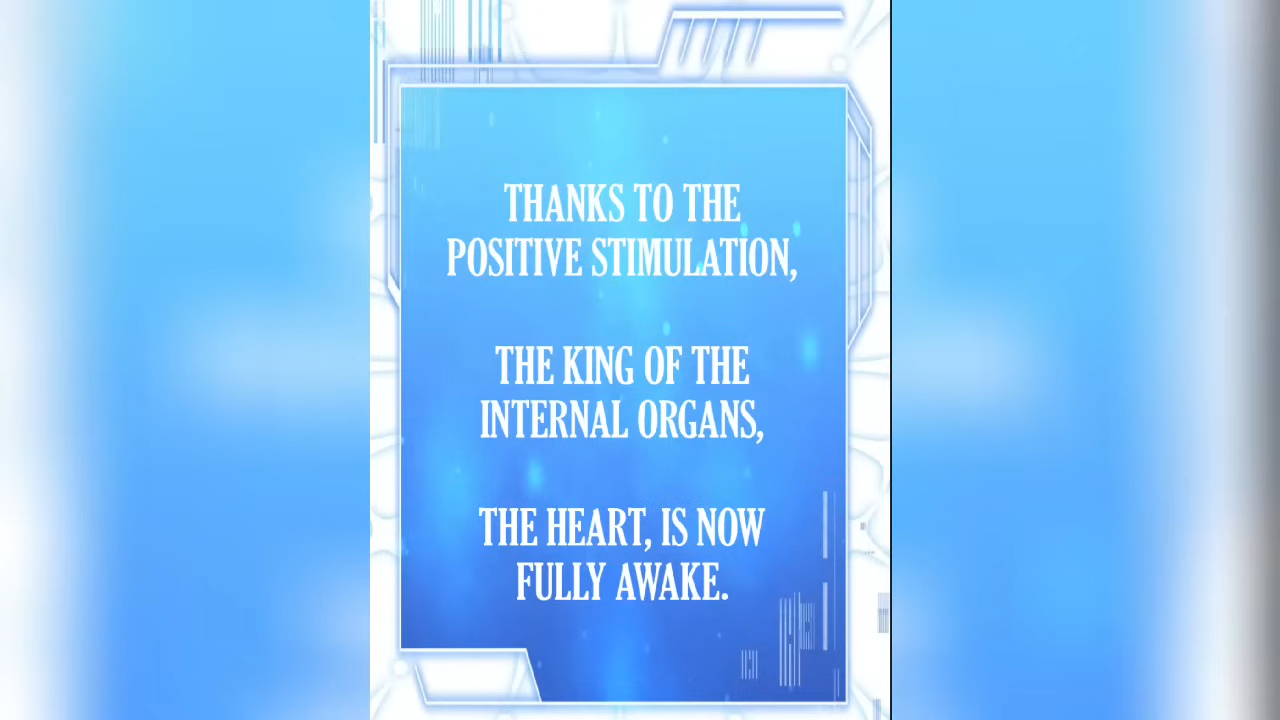 THANKS TO THE
POSITIVE STIMULATION,
THE KING OF THE
INTERNAL ORGANS,
THE HEART, IS NOW
FULLY AWAKE.